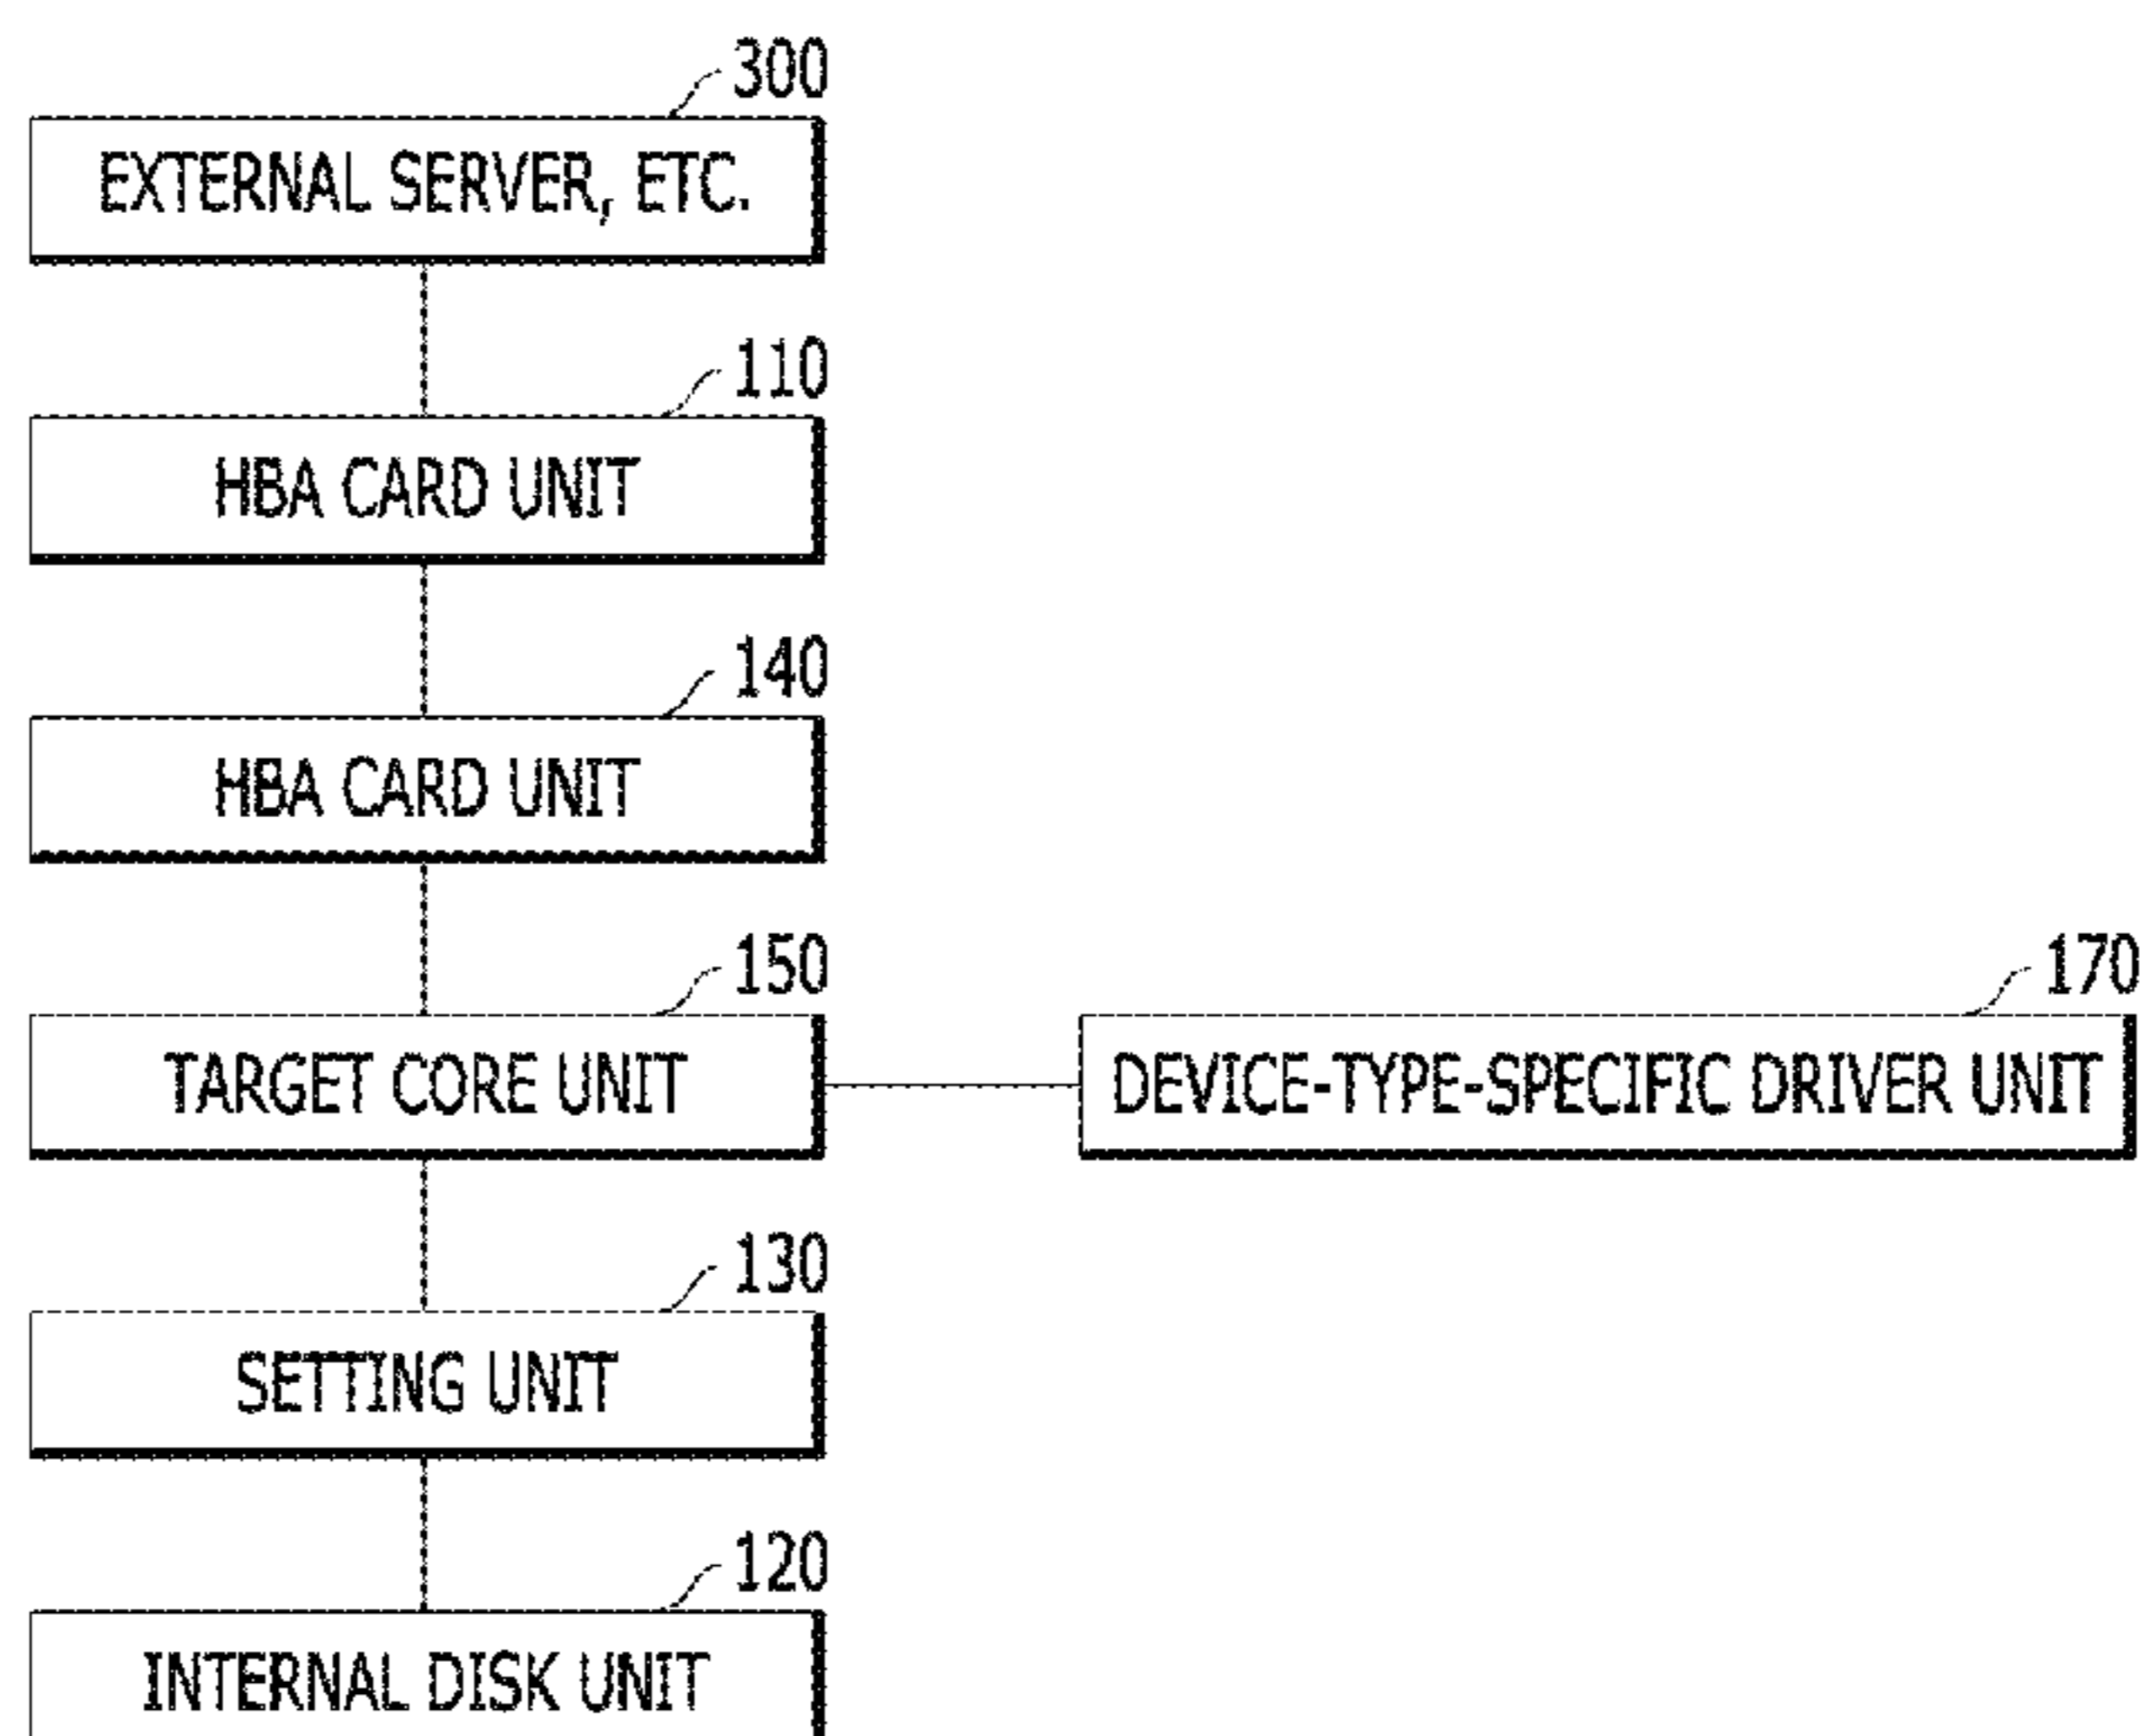 300
EXTERNAL SERVER, ETC.
110
HBA CARD UNIT
140
HBA CARD UNIT
150
TARGET CORE UNIT
170
DEVICE-TYPE-SPECIFIC DRIVER UNIT
130
SETTING UNIT
120
INTERNAL DISK UNIT